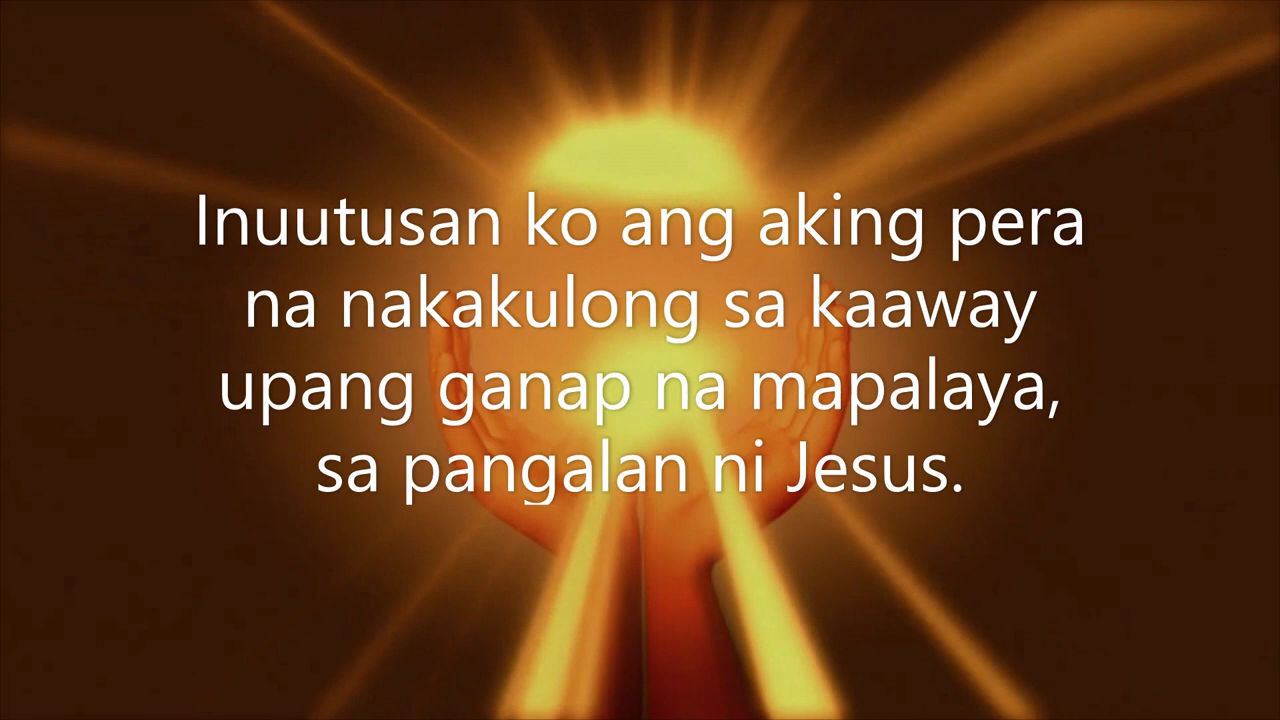 Inuutusan ko ang aking pera
na nakakulong sa kaaway
upang ganap na mapalaya,
sa pangalan ni Jesus.